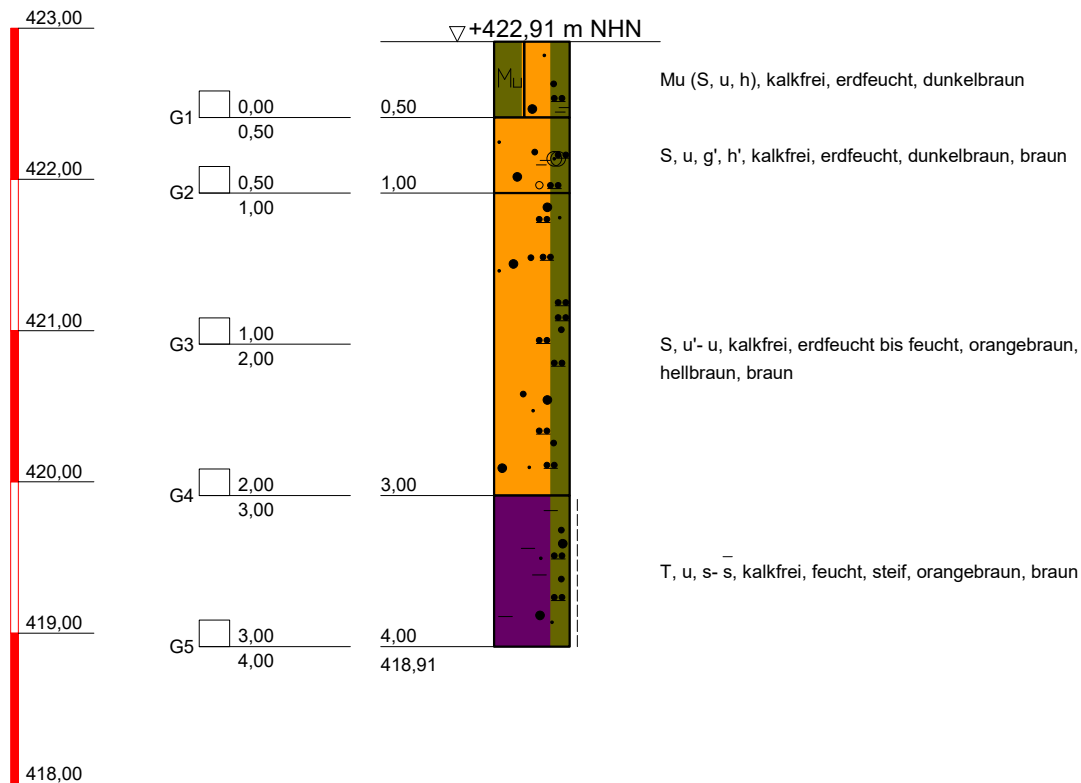 423,00
+422,91 m NHN
Mu
Mu (S, u, h), kalkfrei, erdfeucht, dunkelbraun
G1
0,00
0,50
0,50
S, u, g', h', kalkfrei, erdfeucht, dunkelbraun, braun
422,00
G2
0,50
1,00
1,00
421,00
G3
1,00
2,00
S, u'- u, kalkfrei, erdfeucht bis feucht, orangebraun,
hellbraun, braun
420,00
G4
2,00
3,00
3,00
T, u, s- s̅, kalkfrei, feucht, steif, orangebraun, braun
419,00
G5
3,00
4,00
4,00
418,91
418,00